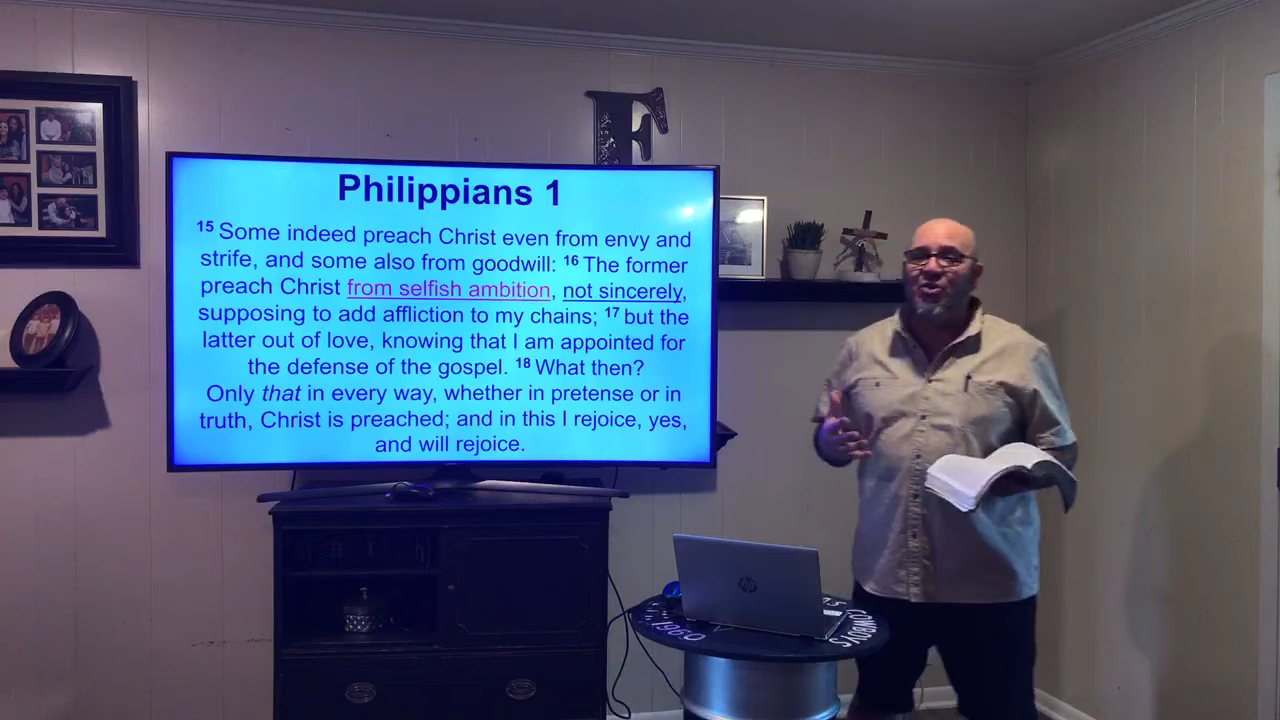 F
Philippians 1
15 Some indeed preach Christ even from envy and
strife, and some also from goodwill: 16 The former
preach Christ from selfish ambition, not sincerely,
supposing to add affliction to my chains; 17 but the
latter out of love, knowing that I am appointed for
the defense of the gospel. 18 What then?
Only that in every way, whether in pretense or in
truth, Christ is preached; and in this I rejoice, yes,
and will rejoice.
hp
1960
COWBOYS